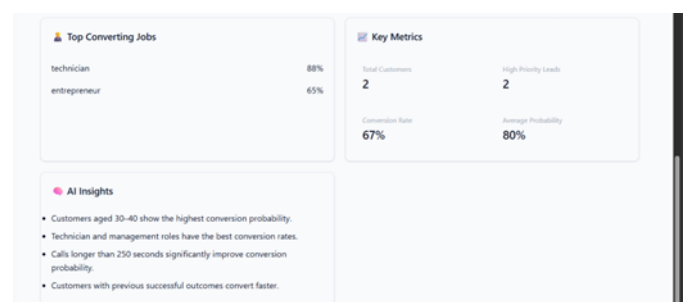 Top Converting Jobs
technician 88%
entrepreneur 65%
Key Metrics
Total Customers High Priority Leads
2 2
Conversion Rate Average Probability
67% 80%
AI Insights
• Customers aged 30–40 show the highest conversion probability.
• Technician and management roles have the best conversion rates.
• Calls longer than 250 seconds significantly improve conversion
probability.
• Customers with previous successful outcomes convert faster.